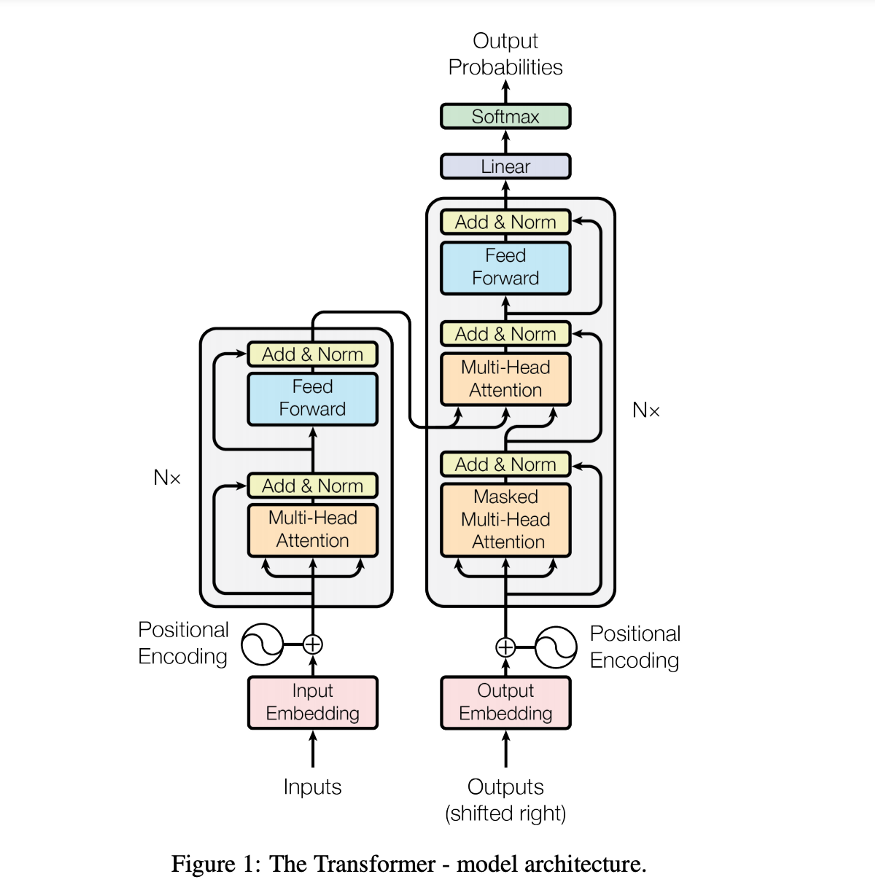 Output
Probabilities
Softmax
Linear
Add & Norm
Feed
Forward
Add & Norm
Multi-Head
Attention
N×
Add & Norm
Masked
Multi-Head
Attention
Positional
Encoding
Output
Embedding
Outputs
(shifted right)
Add & Norm
Feed
Forward
N×
Add & Norm
Multi-Head
Attention
Positional
Encoding
Input
Embedding
Inputs
Figure 1: The Transformer - model architecture.